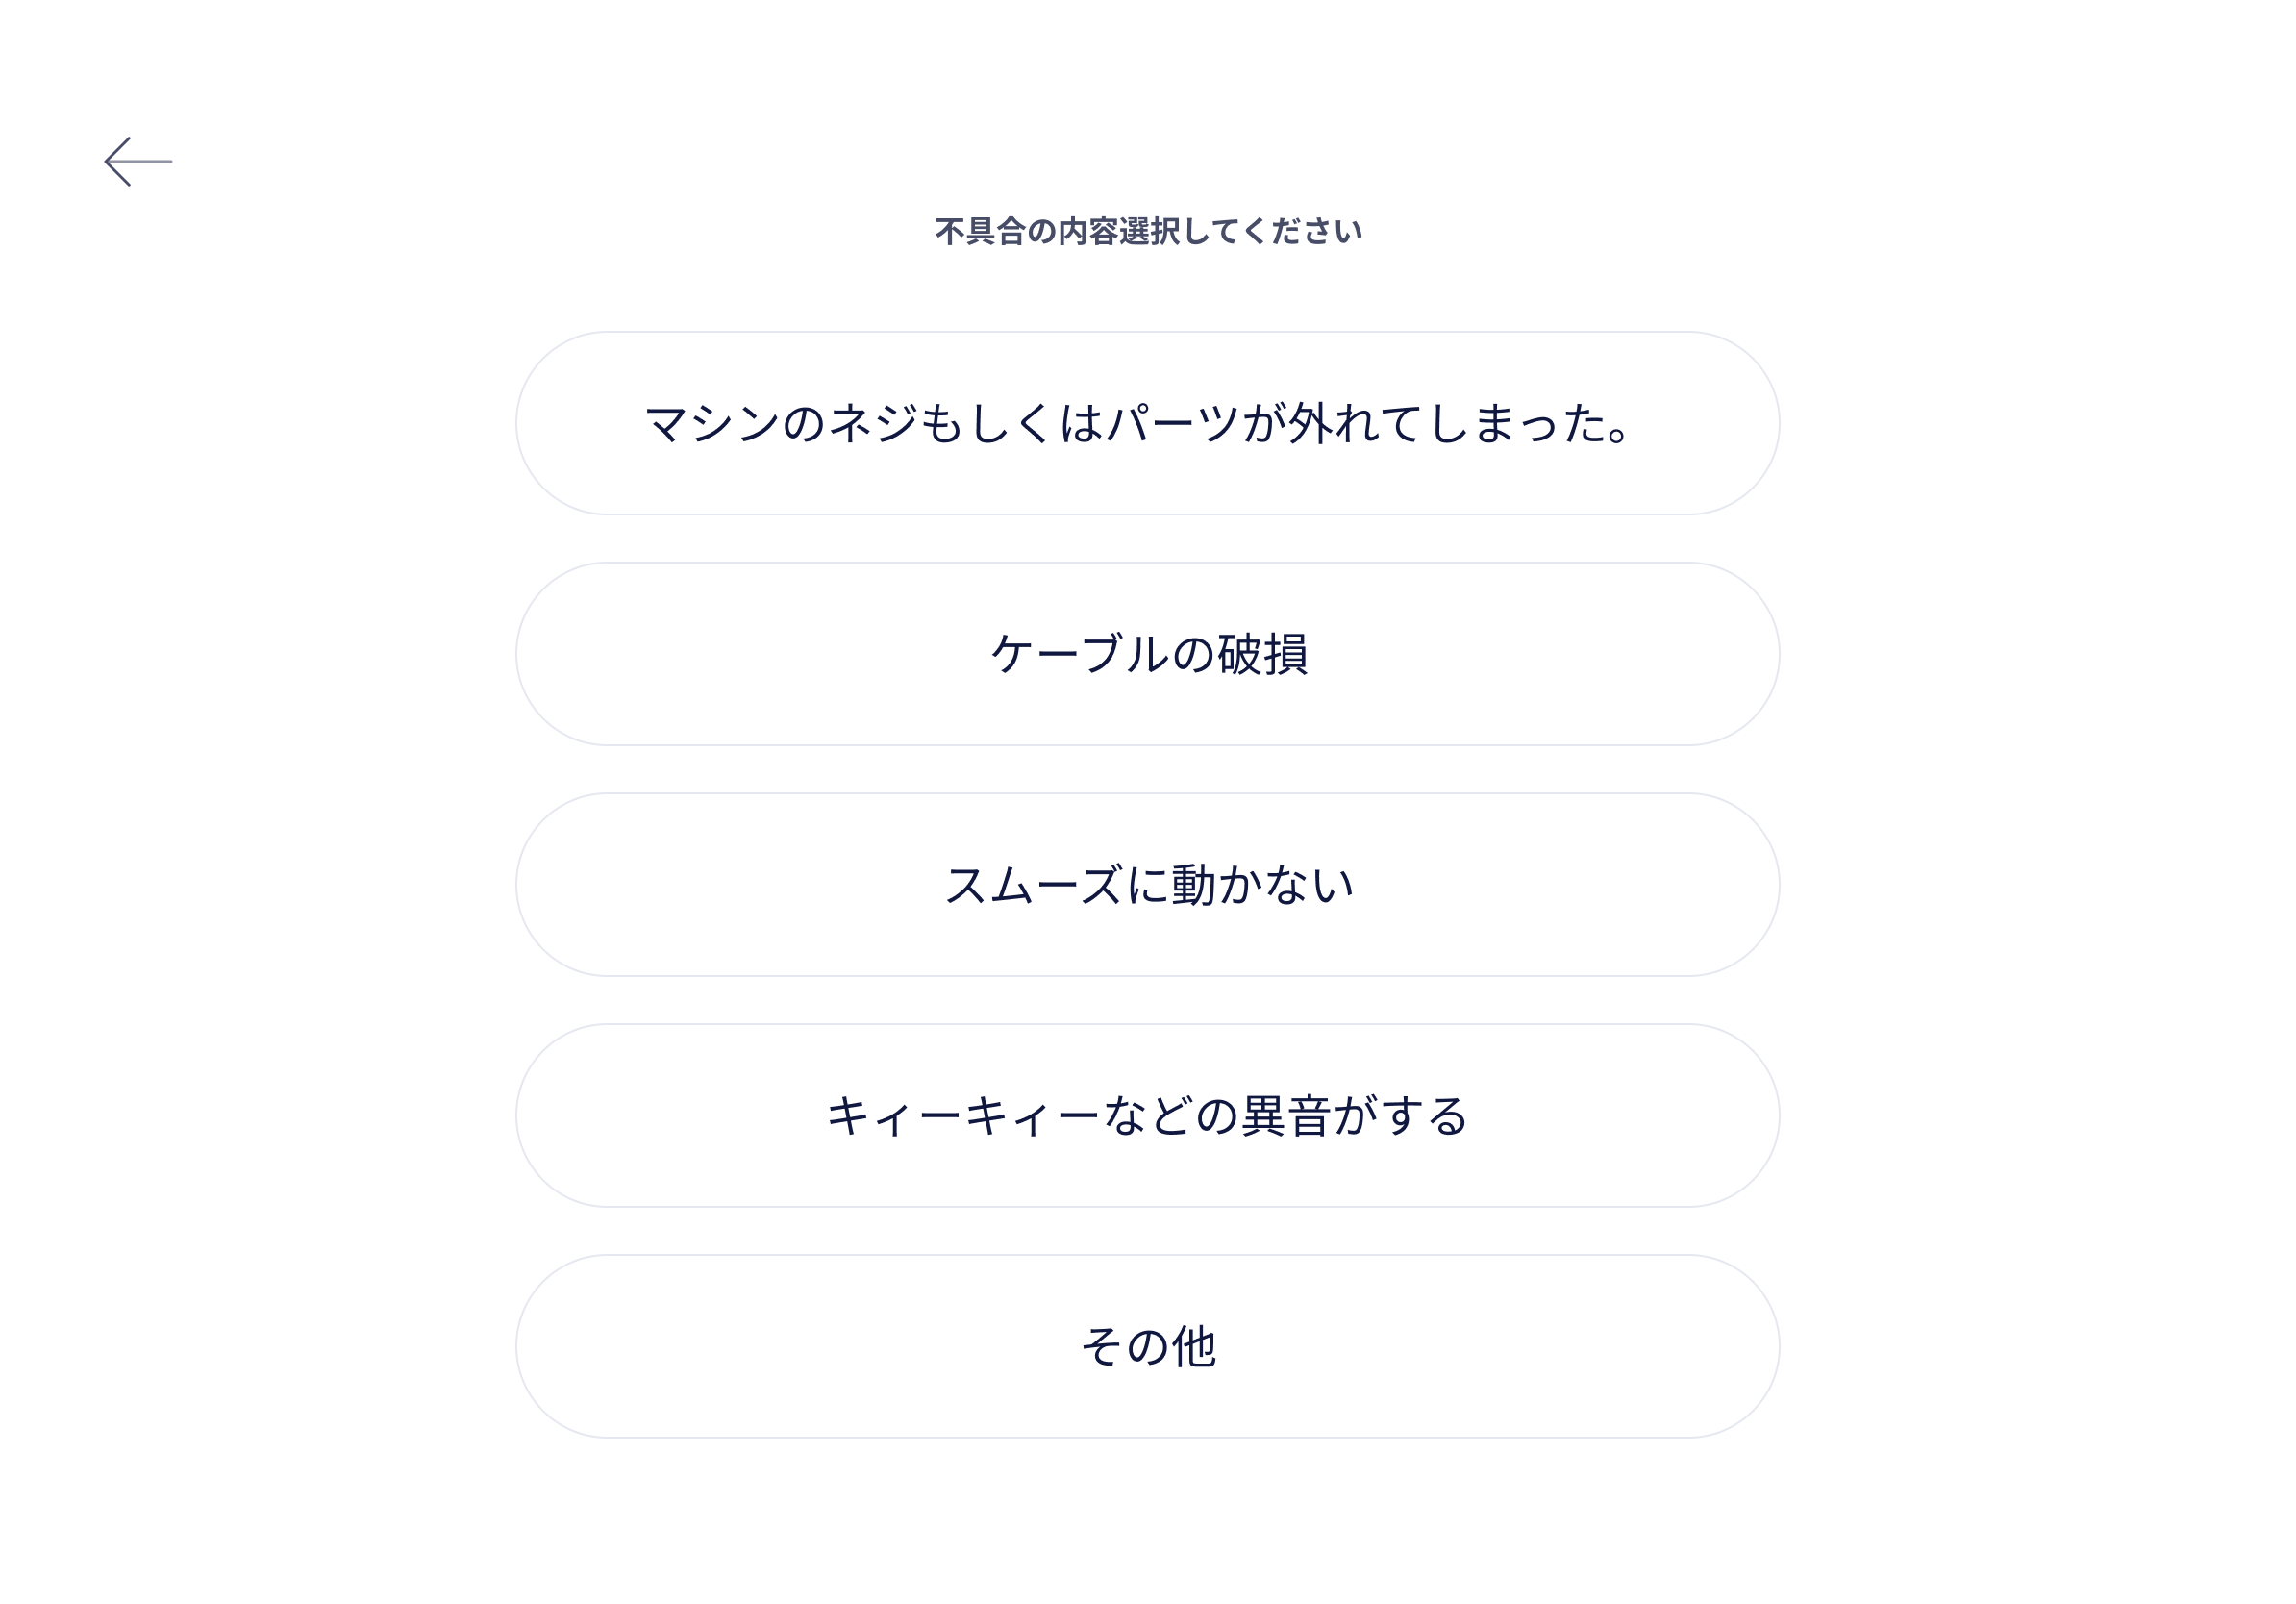 不具合の内容選択してください
マシンのネジもしくはパーツが外れてしまった。
ケーブルの破損
スムーズに動かない
キィーキィーなどの異音がする
その他